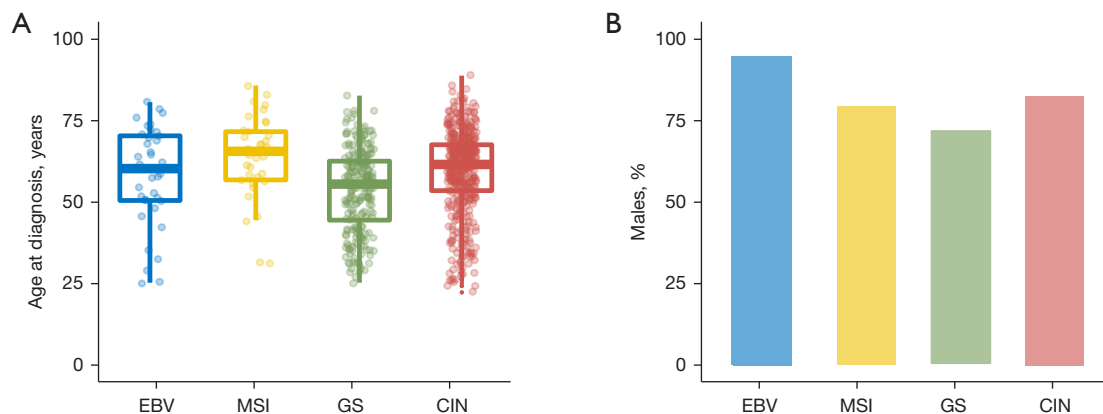 A
Age at diagnosis, years
100
75
50
25
0
EBV MSI GS CIN
B
Males, %
100
75
50
25
0
EBV MSI GS CIN